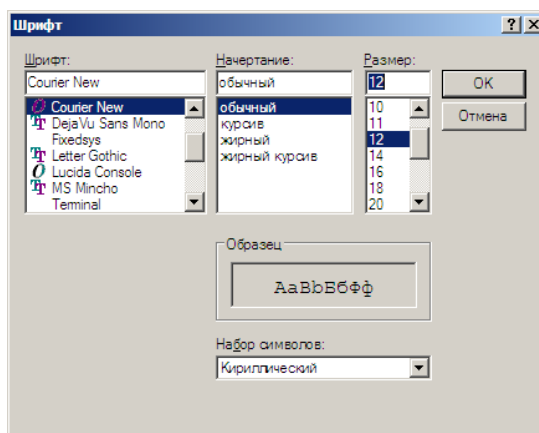 Шрифт
Шрифт:
Courier New
Courier New
DejaVu Sans Mono
Fixedsys
Letter Gothic
Lucida Console
MS Mincho
Terminal
Начертание:
обычный
обычный
курсив
жирный
жирный курсив
Размер:
12
10
11
12
14
16
18
20
OK
Отмена
Образец
АаBbБбФф
Набор символов:
Кириллический